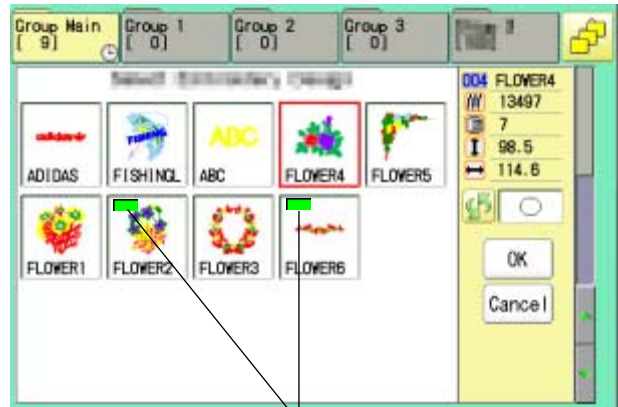 Group Main
[ 9]
Group 1
[ 0]
Group 2
[ 0]
Group 3
[ 0]
004 FLOWER4
13497
7
98.5
114.6
ADIDAS
FISHINGL
ABC
ABC
FLOWER4
FLOWER5
FLOWER1
FLOWER2
FLOWER3
FLOWER6
OK
Cancel